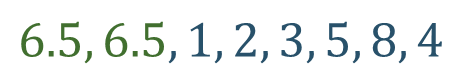 6.5, 6.5, 1, 2, 3, 5, 8, 4